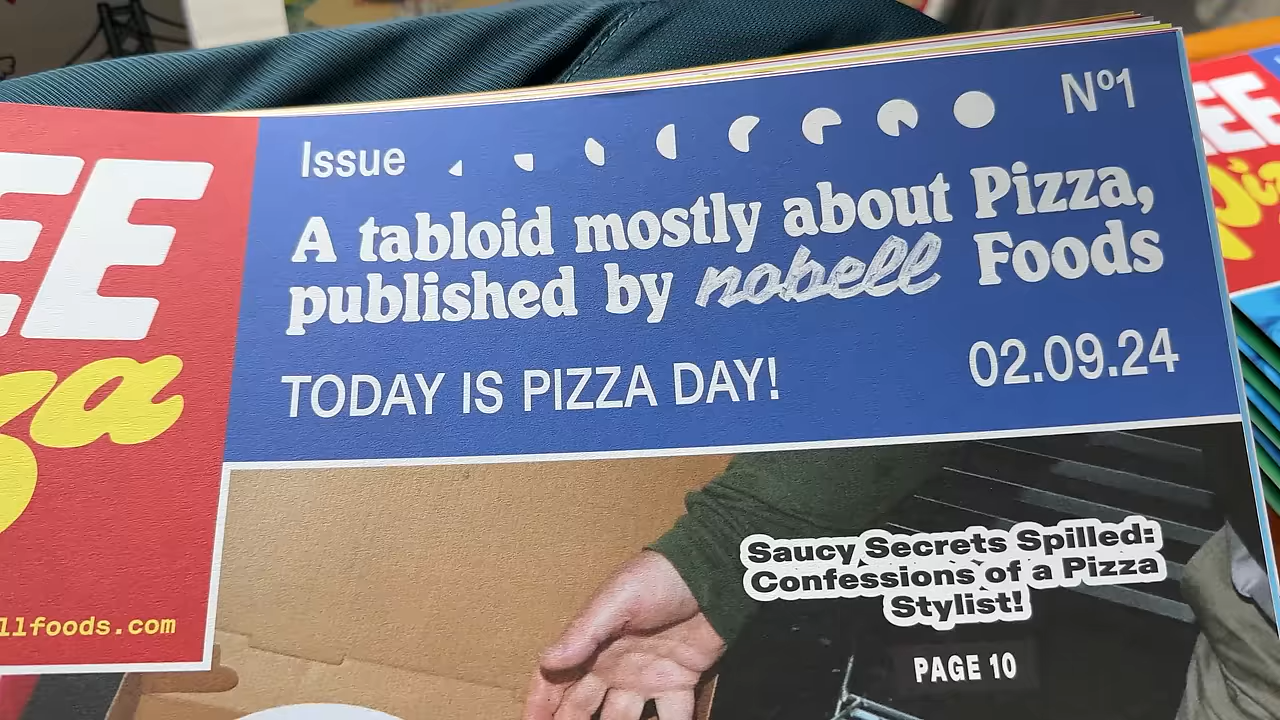 EE
za
llfoods.com
Issue
Nº1
A tabloid mostly about Pizza,
published by nobell Foods
TODAY IS PIZZA DAY!
02.09.24
Saucy Secrets Spilled:
Confessions of a Pizza
Stylist!
PAGE 10
EE